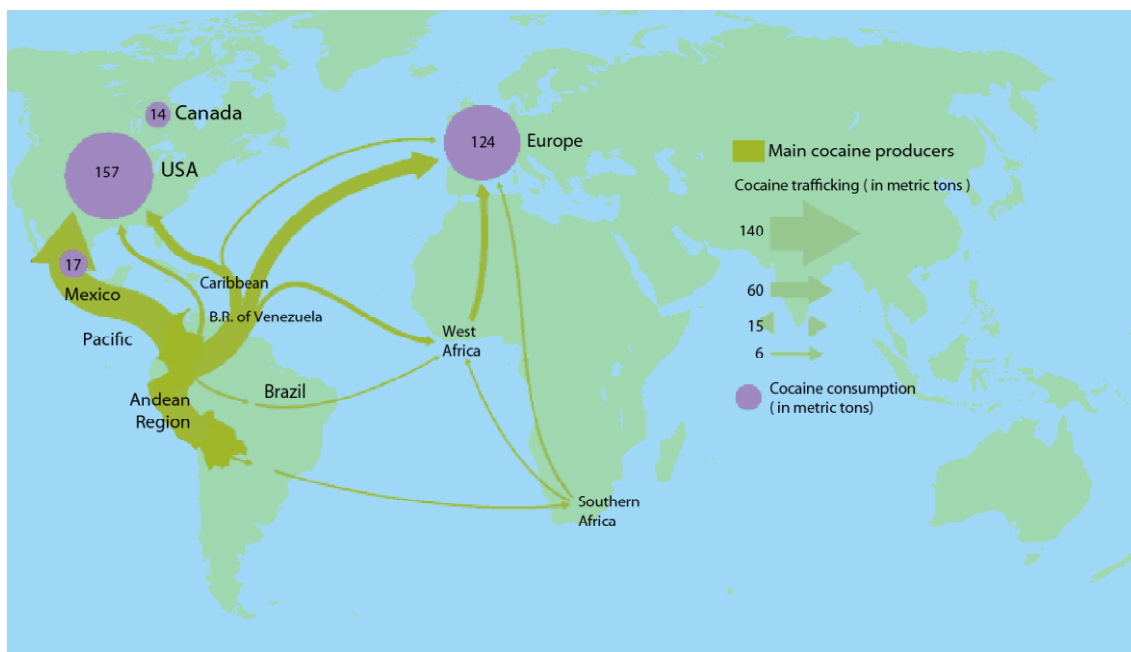 14 Canada
157 USA
124 Europe
17
Mexico
Caribbean
B.R. of Venezuela
Pacific
West
Africa
Brazil
Andean
Region
Southern
Africa
Main cocaine producers
Cocaine trafficking ( in metric tons )
140
60
15
6
Cocaine consumption
( in metric tons)